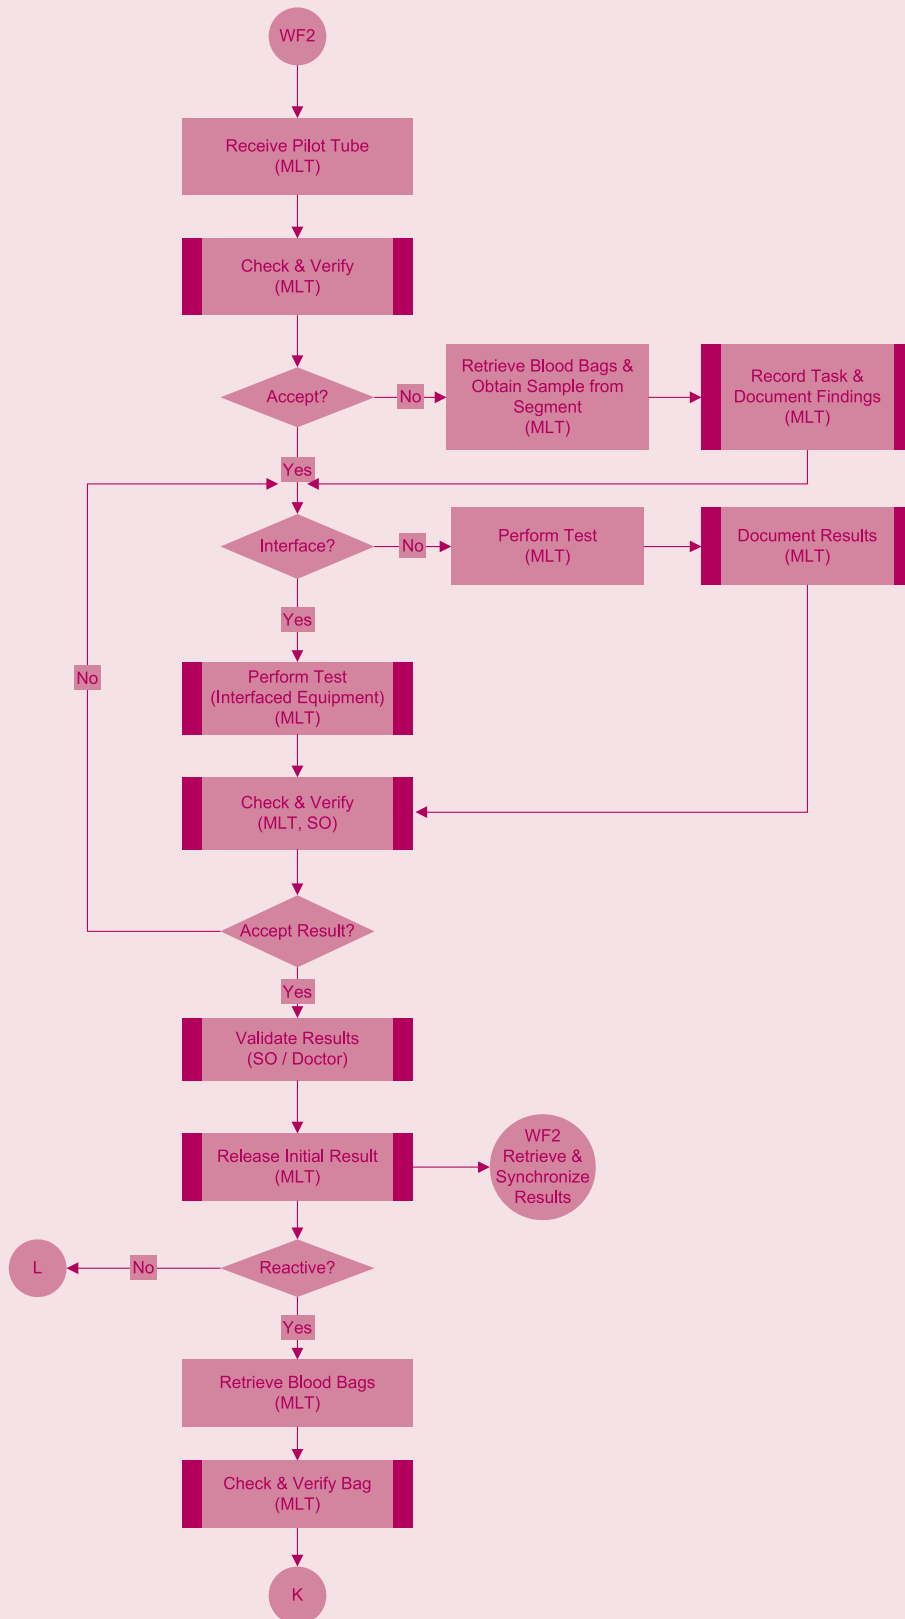 WF2
Receive Pilot Tube
(MLT)
Check & Verify
(MLT)
Accept?
No
Retrieve Blood Bags &
Obtain Sample from
Segment
(MLT)
Record Task &
Document Findings
(MLT)
Yes
Interface?
No
Perform Test
(MLT)
Document Results
(MLT)
Yes
No
Perform Test
(Interfaced Equipment)
(MLT)
Check & Verify
(MLT, SO)
Accept Result?
Yes
Validate Results
(SO / Doctor)
Release Initial Result
(MLT)
WF2
Retrieve &
Synchronize
Results
Reactive?
No
L
Yes
Retrieve Blood Bags
(MLT)
Check & Verify Bag
(MLT)
K